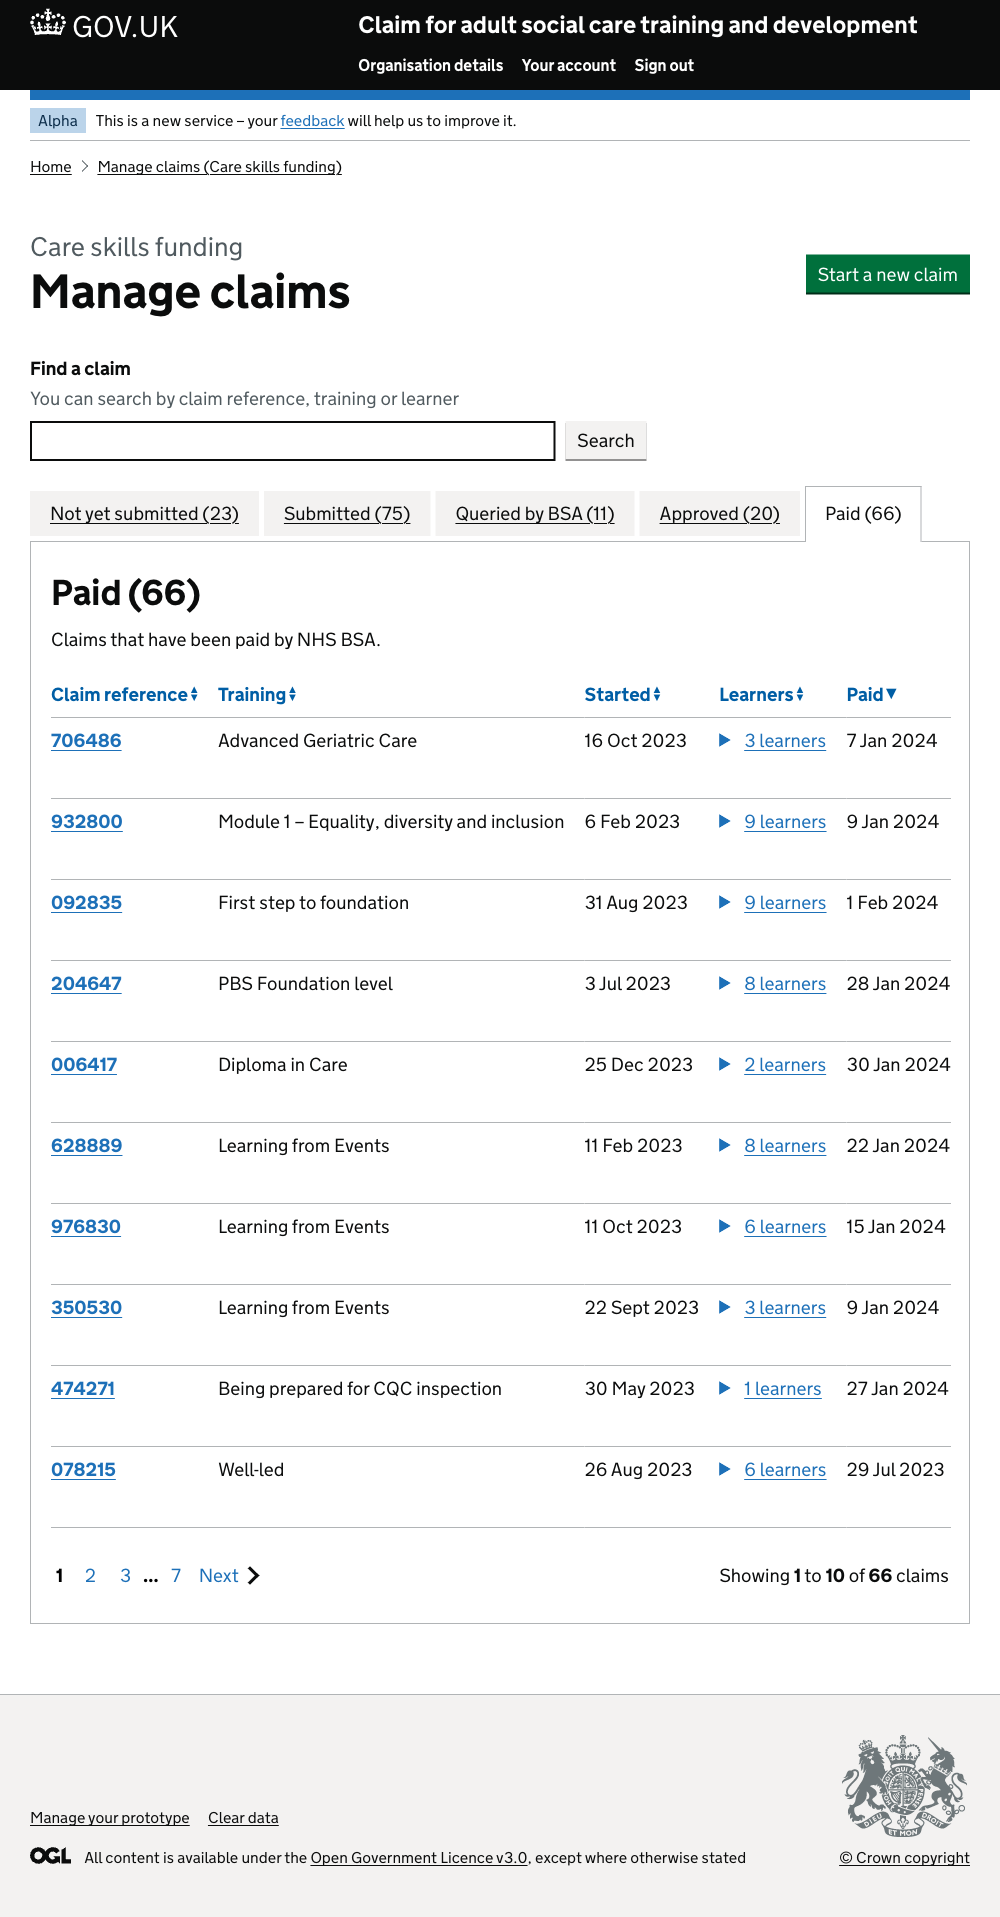 GOV.UK
Claim for adult social care training and development
Organisation details Your account Sign out
Alpha This is a new service – your feedback will help us to improve it.
Home Manage claims (Care skills funding)
Care skills funding
Manage claims
Start a new claim
Find a claim
You can search by claim reference, training or learner
Search
Not yet submitted (23) Submitted (75) Queried by BSA (11) Approved (20) Paid (66)
Paid (66)
Claims that have been paid by NHS BSA.
Claim reference Training Started Learners Paid
706486 Advanced Geriatric Care 16 Oct 2023 3 learners 7 Jan 2024
932800 Module 1 – Equality, diversity and inclusion 6 Feb 2023 9 learners 9 Jan 2024
092835 First step to foundation 31 Aug 2023 9 learners 1 Feb 2024
204647 PBS Foundation level 3 Jul 2023 8 learners 28 Jan 2024
006417 Diploma in Care 25 Dec 2023 2 learners 30 Jan 2024
628889 Learning from Events 11 Feb 2023 8 learners 22 Jan 2024
976830 Learning from Events 11 Oct 2023 6 learners 15 Jan 2024
350530 Learning from Events 22 Sept 2023 3 learners 9 Jan 2024
474271 Being prepared for CQC inspection 30 May 2023 1 learners 27 Jan 2024
078215 Well-led 26 Aug 2023 6 learners 29 Jul 2023
1 2 3 ... 7 Next Showing 1 to 10 of 66 claims
Manage your prototype Clear data
OGL All content is available under the Open Government Licence v3.0, except where otherwise stated
© Crown copyright